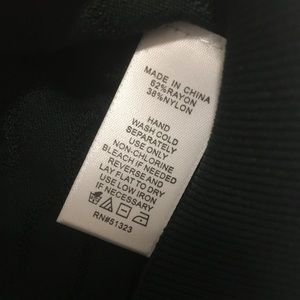 MADE IN CHINA
62%RAYON
38%NYLON
HAND
WASH COLD
SEPARATELY
USE ONLY
NON-CHLORINE
BLEACH IF NEEDED
REVERSE AND
LAY FLAT TO DRY
USE LOW IRON
IF NEEDED
RN#51323